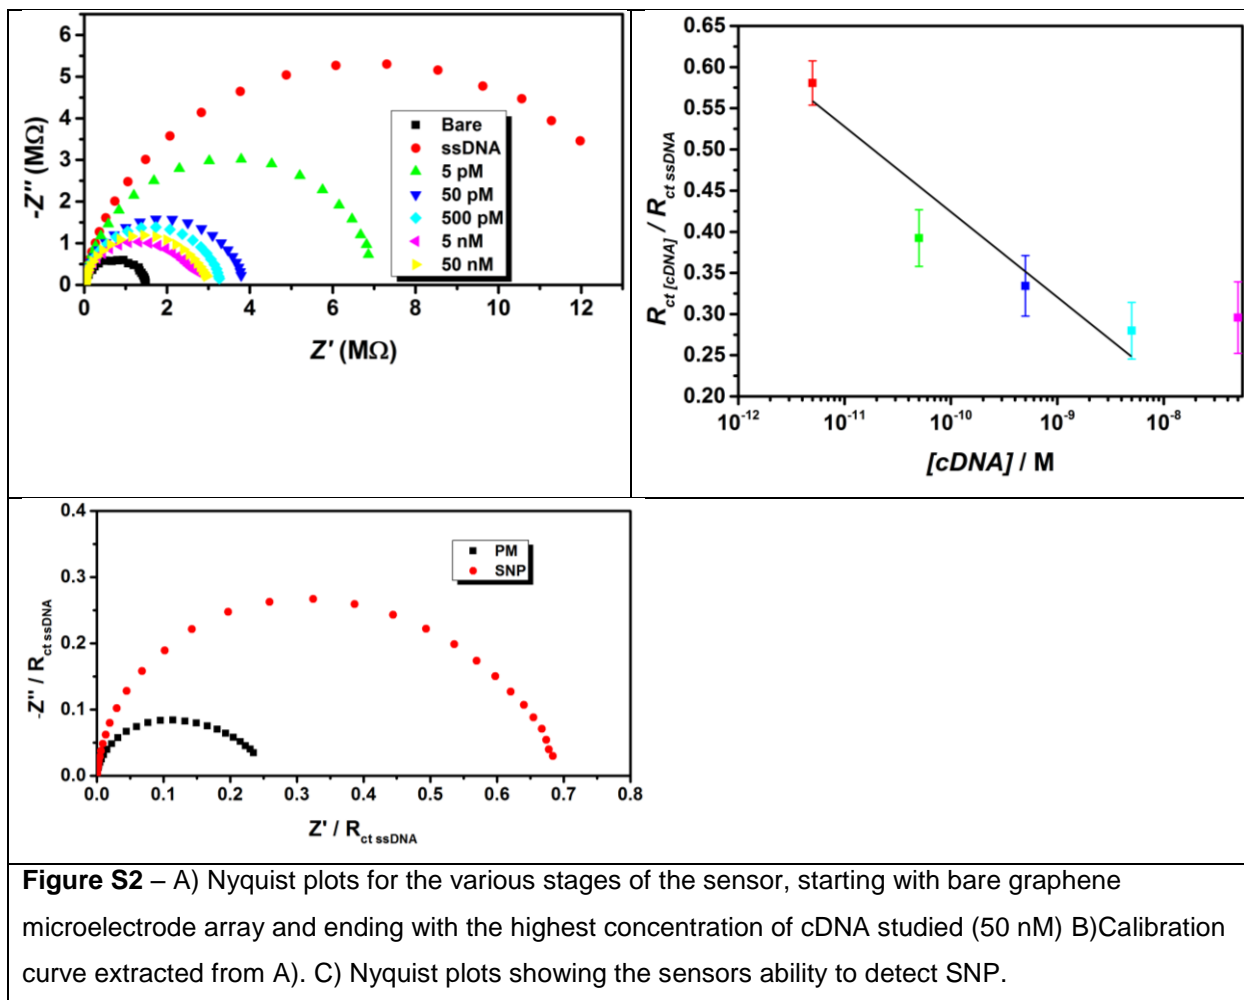 6
5
4
3
2
1
0
-Z'' (MΩ)
Bare
ssDNA
5 pM
50 pM
500 pM
5 nM
50 nM
0 2 4 6 8 10 12
Z' (MΩ)
0.65
0.60
0.55
0.50
0.45
0.40
0.35
0.30
0.25
0.20
R ct [cDNA] / R ct ssDNA
10⁻¹² 10⁻¹¹ 10⁻¹⁰ 10⁻⁹ 10⁻⁸
[cDNA] / M
0.4
0.3
0.2
0.1
0.0
-Z'' / R ct ssDNA
PM
SNP
0.0 0.1 0.2 0.3 0.4 0.5 0.6 0.7 0.8
Z' / R ct ssDNA
Figure S2 – A) Nyquist plots for the various stages of the sensor, starting with bare graphene
microelectrode array and ending with the highest concentration of cDNA studied (50 nM) B)Calibration
curve extracted from A). C) Nyquist plots showing the sensors ability to detect SNP.